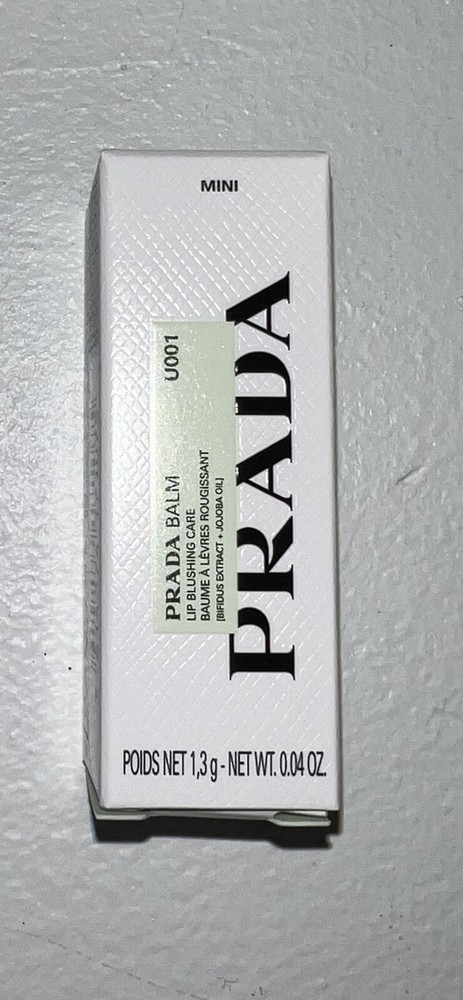 MINI
PRADA
U001
PRADA BALM
LIP BLUSHING CARE
BAUME À LÈVRES ROUGISSANT
[BIFIDUS EXTRACT + JOJOBA OIL]
POIDS NET 1,3 g - NET WT. 0.04 OZ.